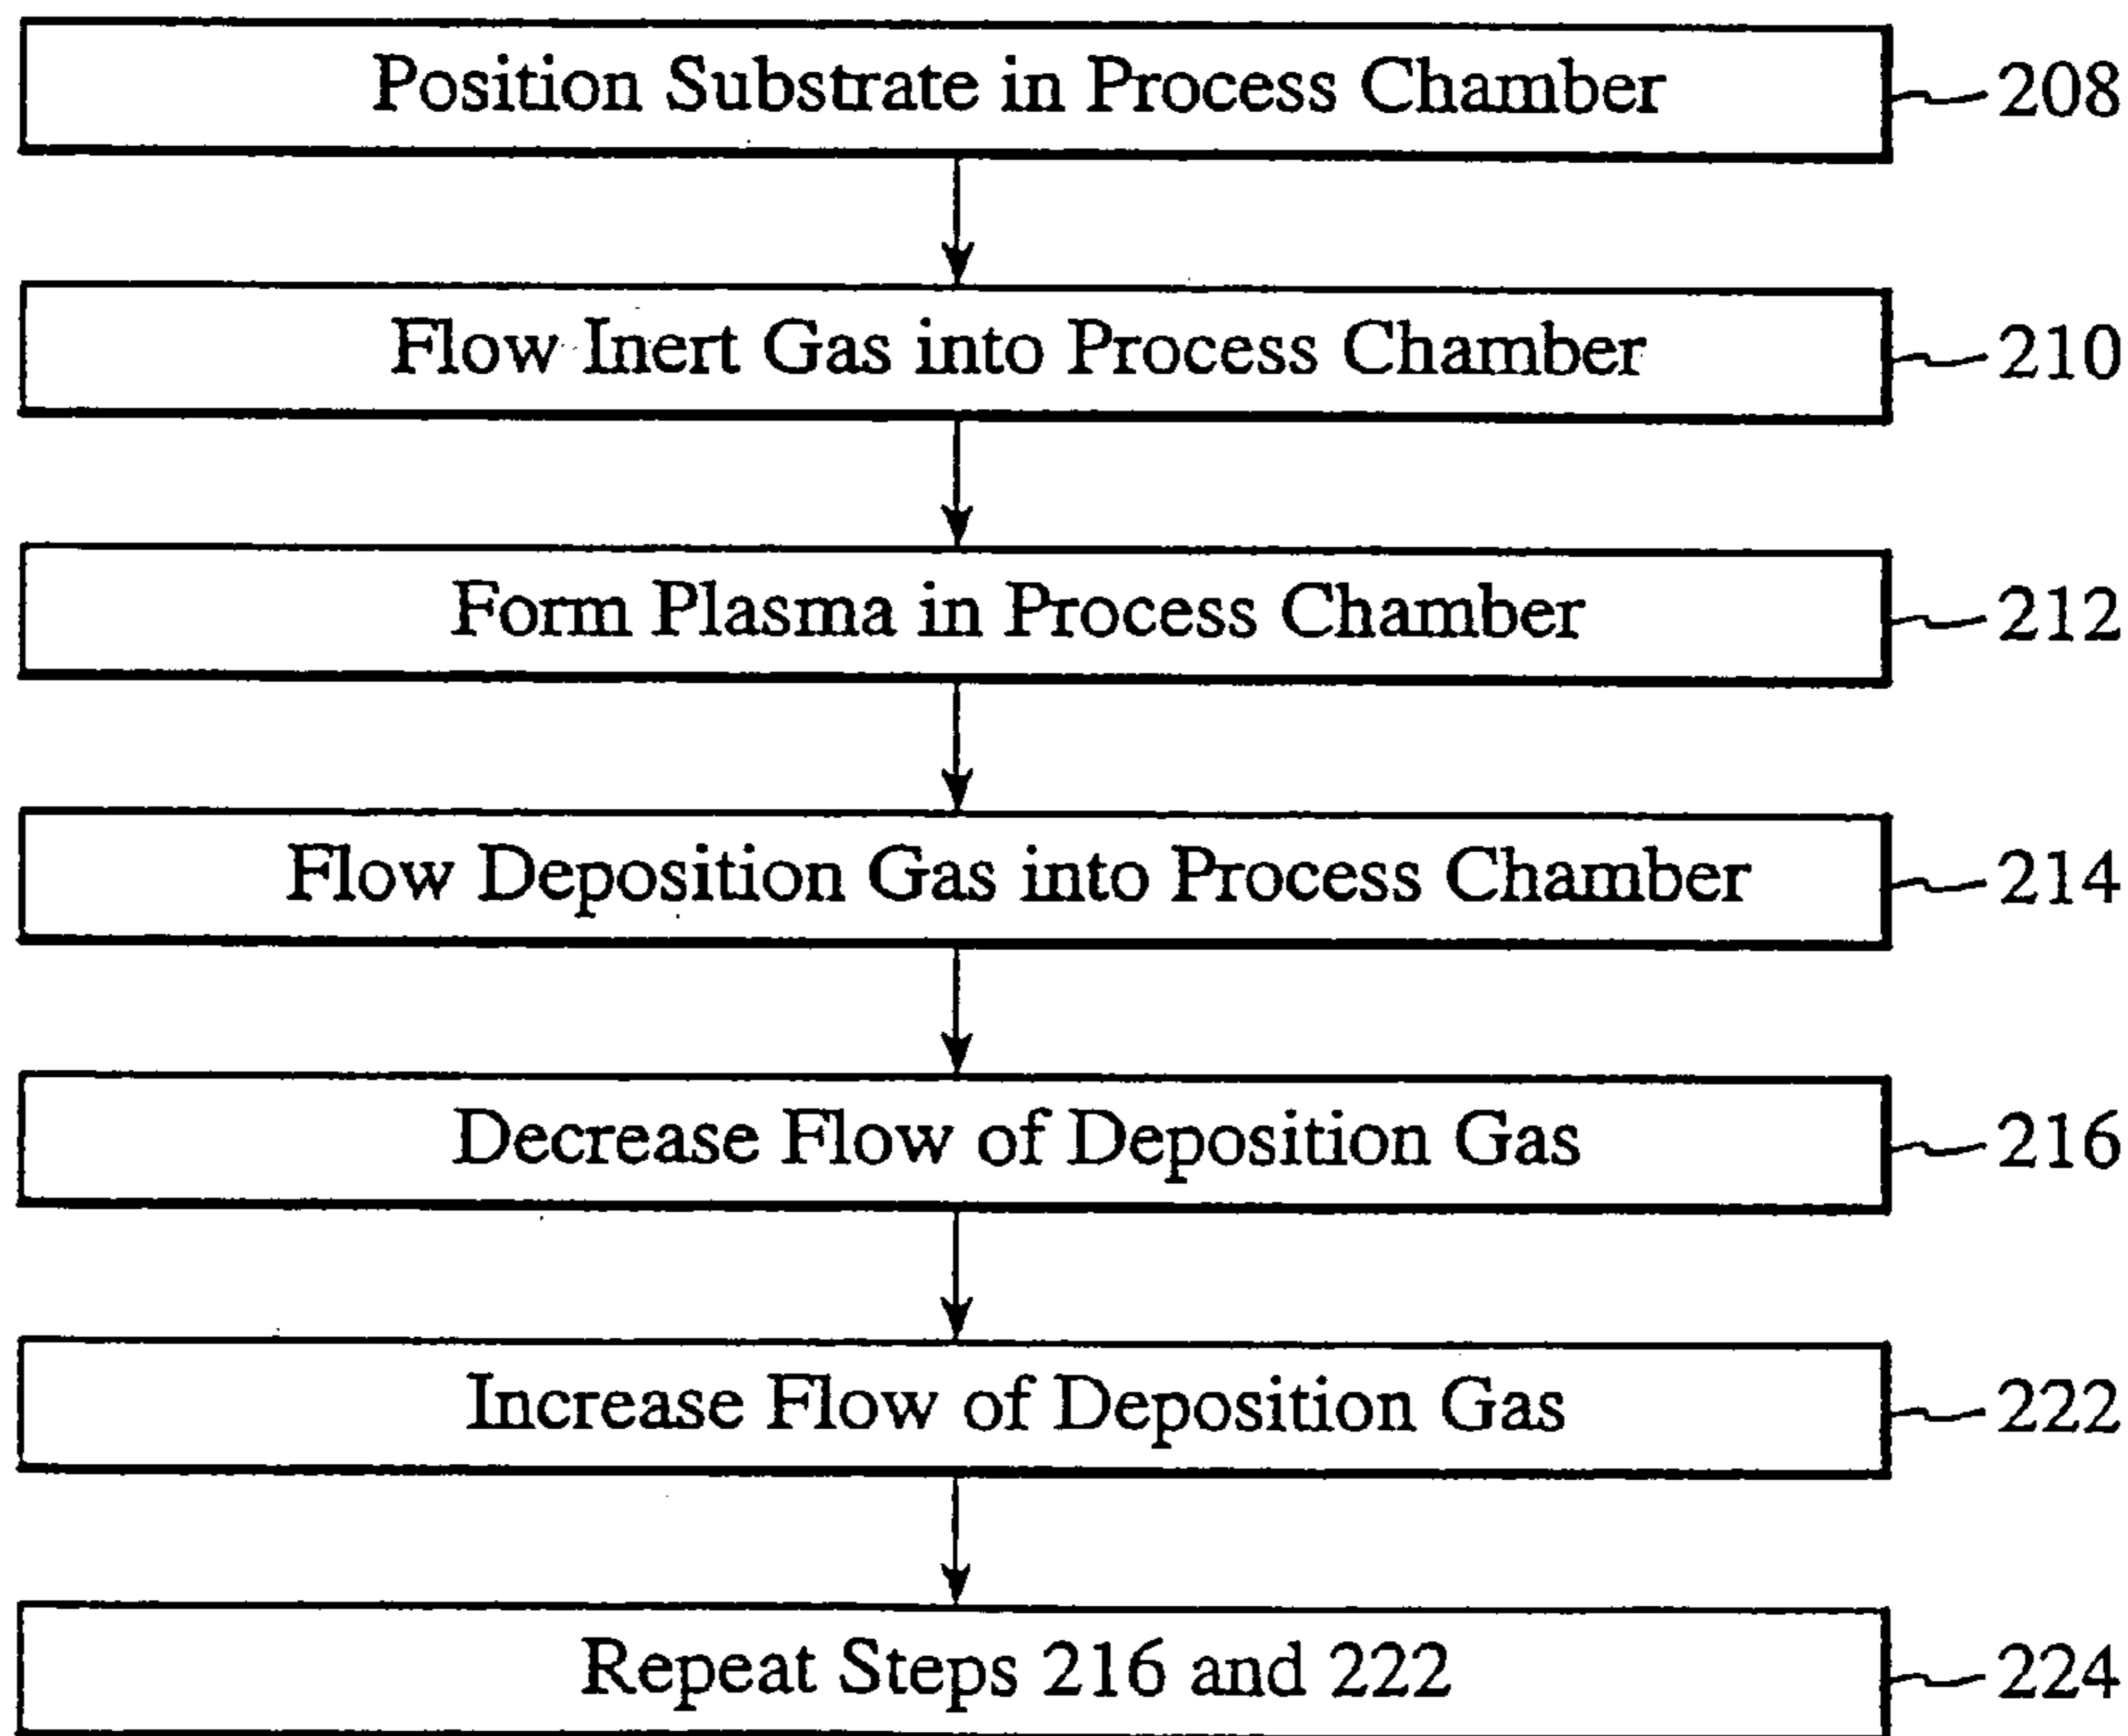 Position Substrate in Process Chamber 208
Flow Inert Gas into Process Chamber 210
Form Plasma in Process Chamber 212
Flow Deposition Gas into Process Chamber 214
Decrease Flow of Deposition Gas 216
Increase Flow of Deposition Gas 222
Repeat Steps 216 and 222 224